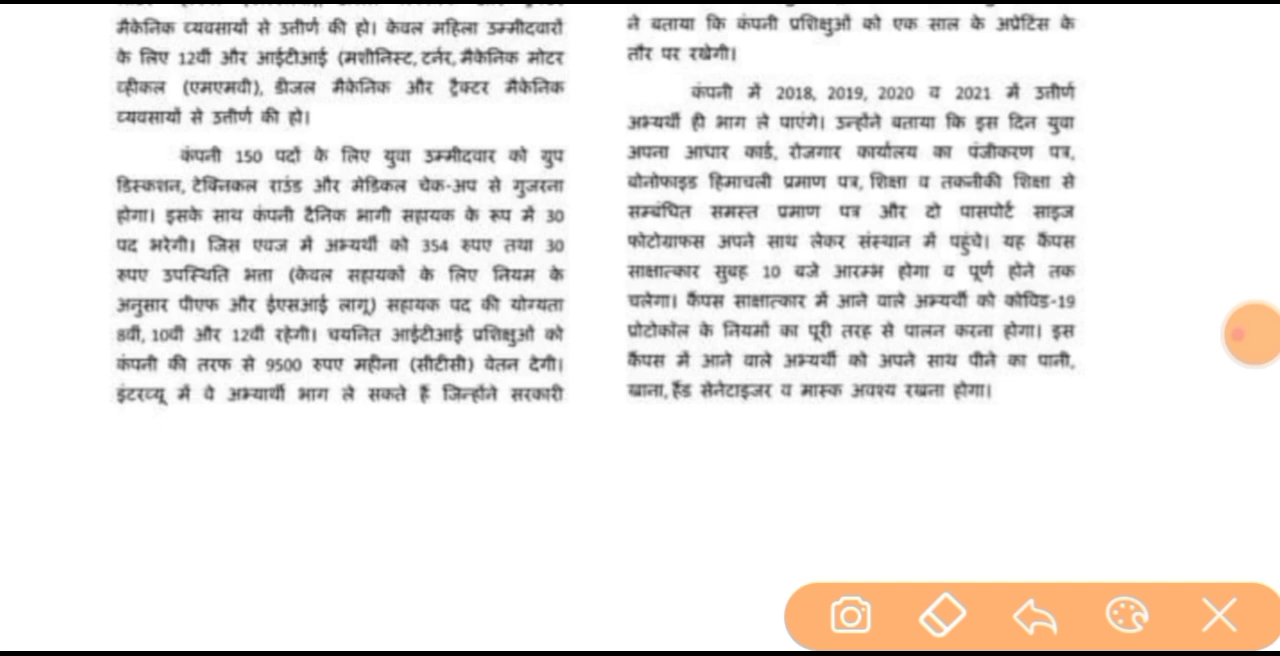 मैकेनिक व्यवसायों से उतीर्ण की हो। केवल महिला उम्मीदवारों
के लिए 12वीं और आईटीआई (मशीनिस्ट, टर्नर, मैकेनिक मोटर
व्हीकल (एमएमवी), डीजल मैकेनिक और ट्रैक्टर मैकेनिक
व्यवसायों से उतीर्ण की हो।
कंपनी 150 पदों के लिए युवा उम्मीदवार को ग्रुप
डिस्कशन, टेक्निकल राउंड और मेडिकल चेक-अप से गुजरना
होगा। इसके साथ कंपनी दैनिक भागी सहायक के रूप में 30
पद भरेगी। जिस एवज में अभ्यर्थी को 354 रुपए तथा 30
रुपए उपस्थिति भत्ता (केवल सहायकों के लिए नियम के
अनुसार पीएफ और ईएसआई लागू) सहायक पद की योग्यता
8वीं, 10वीं और 12वी रहेगी। चयनित आईटीआई प्रशिक्षुओं को
कंपनी की तरफ से 9500 रुपए महीना (सीटीसी) वेतन देगी।
इंटरव्यू में वे अभ्यार्थी भाग ले सकते हैं जिन्होंने सरकारी
ने बताया कि कंपनी प्रशिक्षुओं को एक साल के अप्रेंटिस के
तौर पर रखेगी।
कंपनी में 2018, 2019, 2020 व 2021 में उतीर्ण
अभ्यर्थी ही भाग ले पाएंगे। उन्होंने बताया कि इस दिन युवा
अपना आधार कार्ड, रोजगार कार्यालय का पंजीकरण पत्र,
बोनोफाइड हिमाचली प्रमाण पत्र, शिक्षा व तकनीकी शिक्षा से
सम्बंधित समस्त प्रमाण पत्र और दो पासपोर्ट साइज
फोटोग्राफस अपने साथ लेकर संस्थान में पहुंचे। यह कैंपस
साक्षात्कार सुबह 10 बजे आरम्भ होगा व पूर्ण होने तक
चलेगा। कैंपस साक्षात्कार में आने वाले अभ्यर्थी को कोविड-19
प्रोटोकॉल के नियमों का पूरी तरह से पालन करना होगा। इस
कैंपस में आने वाले अभ्यर्थी को अपने साथ पीने का पानी,
खाना, हैंड सेनेटाइजर व मास्क अवश्य रखना होगा।